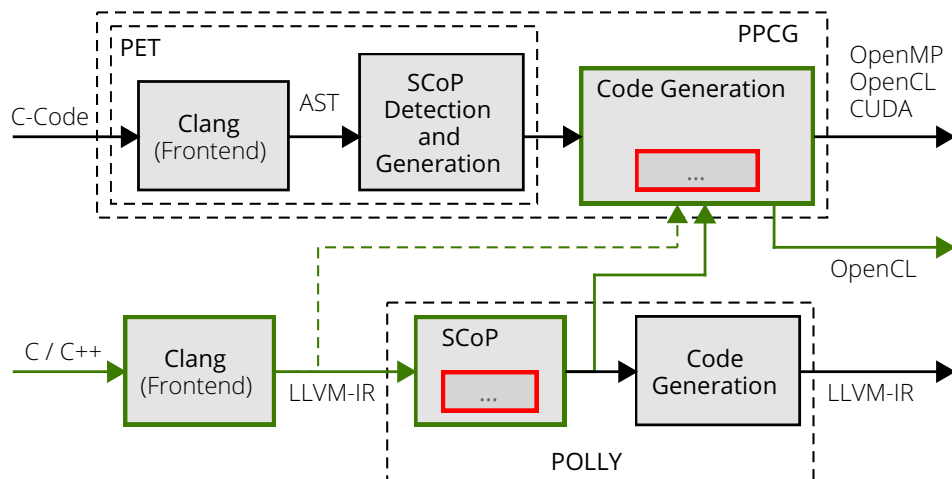 PET
PPCG
C-Code
Clang
(Frontend)
AST
SCoP
Detection
and
Generation
Code Generation
...
OpenMP
OpenCL
CUDA
OpenCL
C / C++
Clang
(Frontend)
LLVM-IR
SCoP
...
Code
Generation
LLVM-IR
POLLY